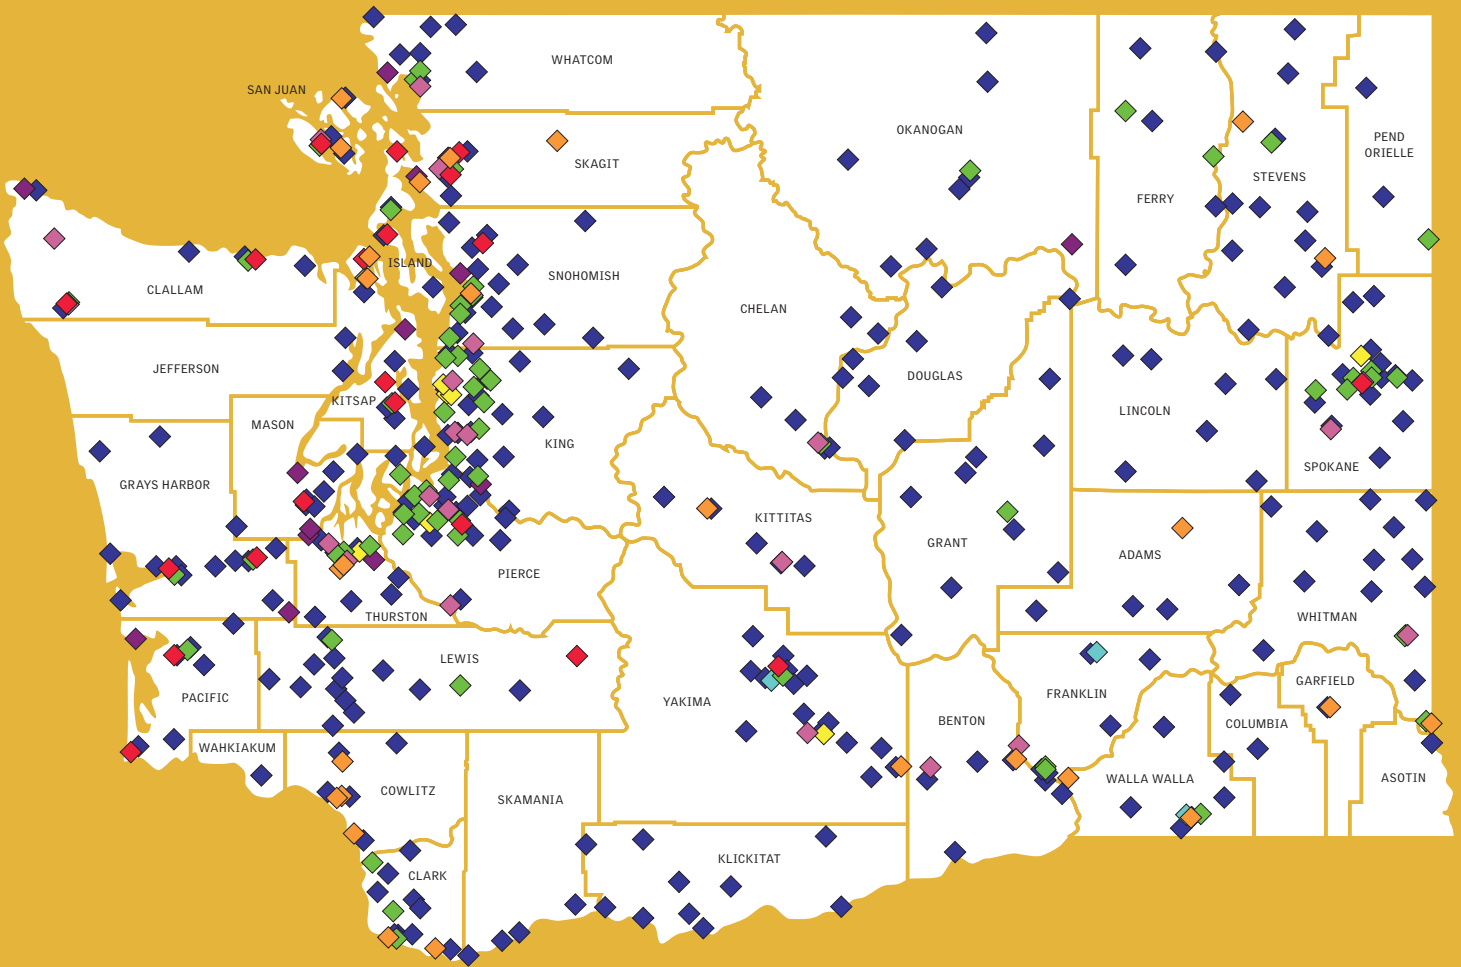 WHATCOM
SAN JUAN
OKANOGAN
SKAGIT
PEND
ORIELLE
STEVENS
FERRY
ISLAND
SNOHOMISH
CLALLAM
CHELAN
JEFFERSON
DOUGLAS
KITSAP
LINCOLN
MASON
KING
SPOKANE
GRAYS HARBOR
KITTITAS
GRANT
ADAMS
PIERCE
THURSTON
WHITMAN
LEWIS
GARFIELD
PACIFIC
YAKIMA
FRANKLIN
BENTON
COLUMBIA
WAHKIAKUM
WALLA WALLA
ASOTIN
COWLITZ
SKAMANIA
KLICKITAT
CLARK